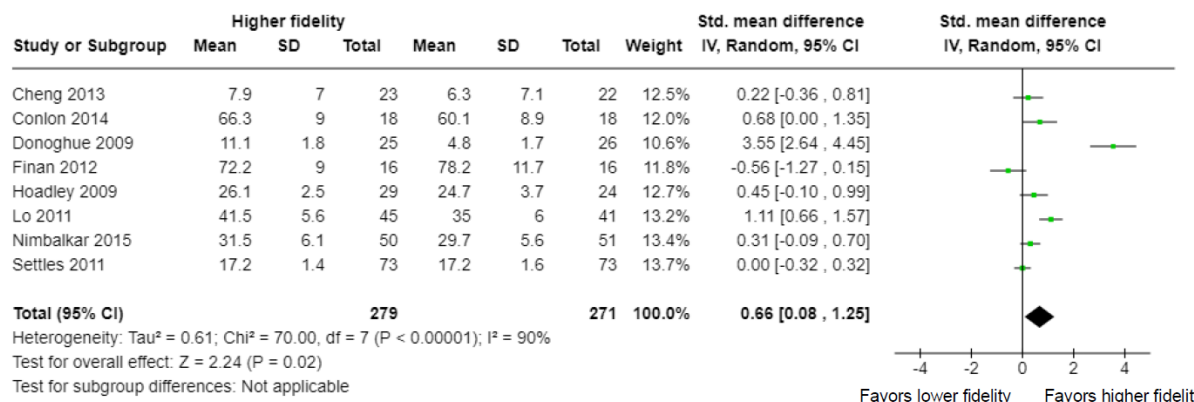 Higher fidelity Std. mean difference Std. mean difference
Study or Subgroup Mean SD Total Mean SD Total Weight IV, Random, 95% CI IV, Random, 95% CI
Cheng 2013 7.9 7 23 6.3 7.1 22 12.5% 0.22 [-0.36 , 0.81]
Conlon 2014 66.3 9 18 60.1 8.9 18 12.0% 0.68 [0.00 , 1.35]
Donoghue 2009 11.1 1.8 25 4.8 1.7 26 10.6% 3.55 [2.64 , 4.45]
Finan 2012 72.2 9 16 78.2 11.7 16 11.8% -0.56 [-1.27 , 0.15]
Hoadley 2009 26.1 2.5 29 24.7 3.7 24 12.7% 0.45 [-0.10 , 0.99]
Lo 2011 41.5 5.6 45 35 6 41 13.2% 1.11 [0.66 , 1.57]
Nimbalkar 2015 31.5 6.1 50 29.7 5.6 51 13.4% 0.31 [-0.09 , 0.70]
Settles 2011 17.2 1.4 73 17.2 1.6 73 13.7% 0.00 [-0.32 , 0.32]
Total (95% CI) 279 271 100.0% 0.66 [0.08 , 1.25]
Heterogeneity: Tau² = 0.61; Chi² = 70.00, df = 7 (P < 0.00001); I² = 90%
Test for overall effect: Z = 2.24 (P = 0.02)
Test for subgroup differences: Not applicable
-4 -2 0 2 4
Favors lower fidelity Favors higher fidelit